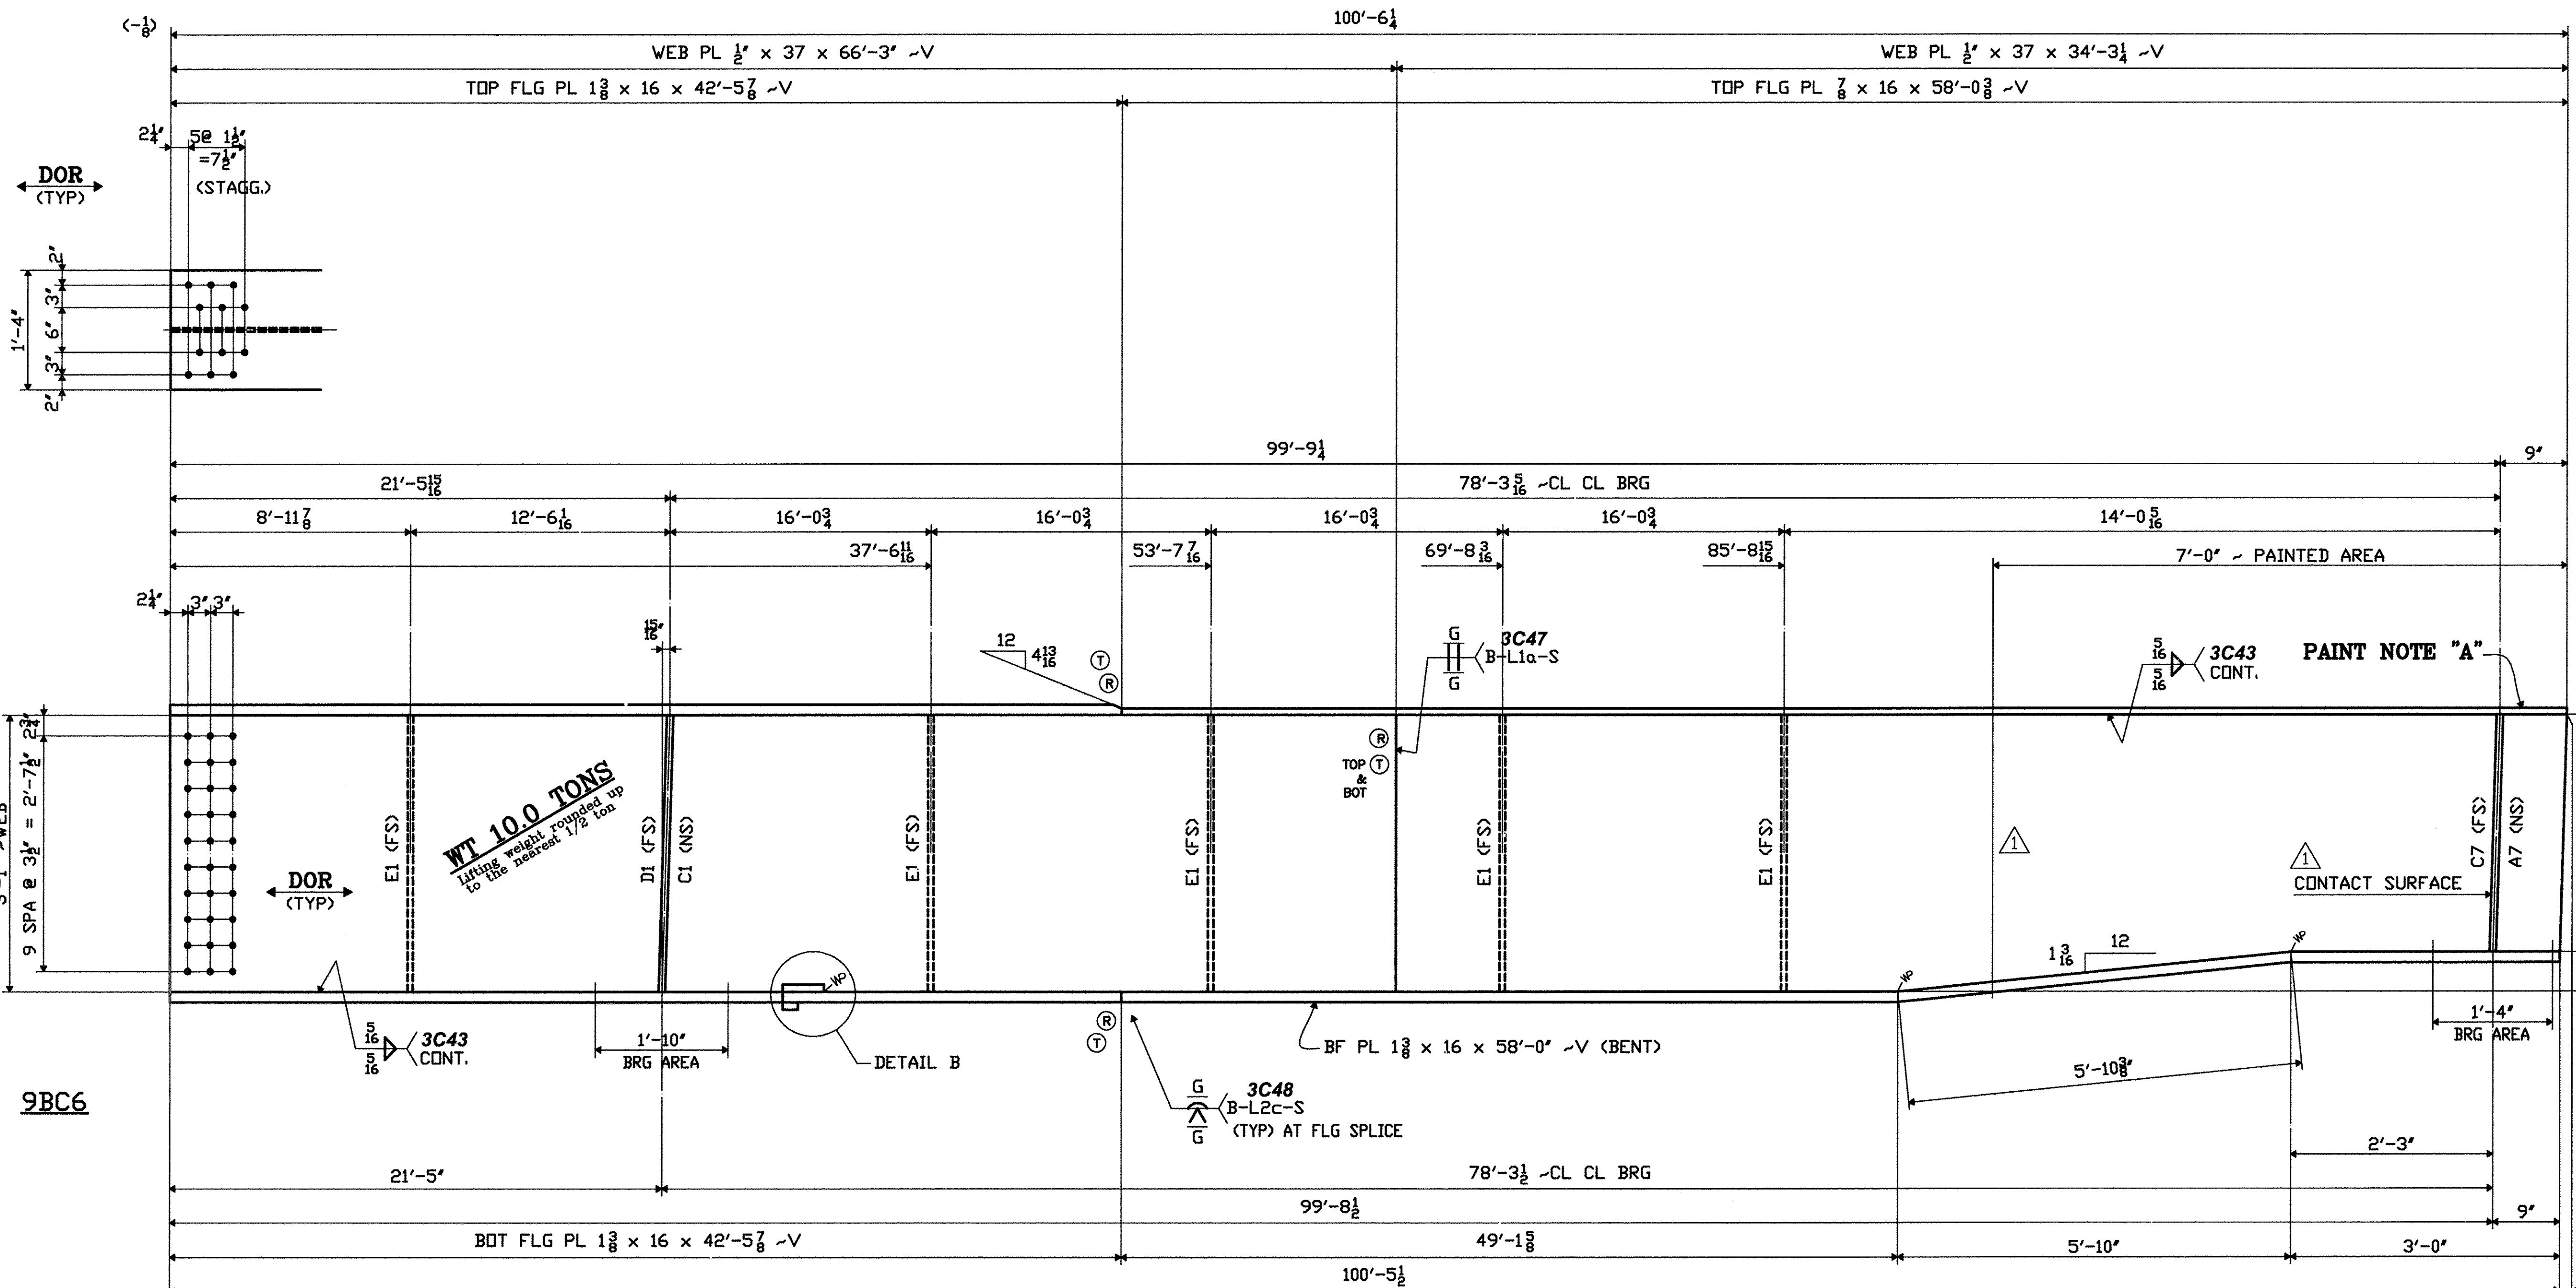 (-1/8)
100'-6 1/4
WEB PL 1/2" x 37 x 66'-3" ~V
WEB PL 1/2" x 37 x 34'-3 1/4 ~V
TOP FLG PL 1 3/8 x 16 x 42'-5 7/8 ~V
TOP FLG PL 7/8 x 16 x 58'-0 3/8 ~V
2 1/4"
5@ 1 1/2"
=7 1/2"
(STAGG.)
DOR
(TYP)
1'-4"
2"
3"
6"
3"
2"
99'-9 1/4
9"
21'-5 15/16
78'-3 5/16 ~CL CL BRG
8'-11 7/8
12'-6 1/16
16'-0 3/4
16'-0 3/4
16'-0 3/4
16'-0 3/4
14'-0 5/16
37'-6 11/16
53'-7 7/16
69'-8 3/16
85'-8 15/16
7'-0" ~ PAINTED AREA
2 1/4"
3"
3"
15/16"
12
4 13/16
T
R
G
G
3C47
B-L1a-S
5/16
5/16
3C43
CONT.
PAINT NOTE "A"
2 3/4"
9 SPA @ 3 1/2" = 2'-7 1/2"
DOR
(TYP)
E1 (FS)
WT 10.0 TONS
Lifting weight rounded up
to the nearest 1/2 ton
D1 (FS)
C1 (NS)
E1 (FS)
E1 (FS)
R
TOP
&
BOT
T
E1 (FS)
E1 (FS)
1
1
CONTACT SURFACE
C7 (FS)
A7 (NS)
WP
1 3/16
12
WP
WP
5/16
5/16
3C43
CONT.
1'-10"
BRG AREA
DETAIL B
R
T
BF PL 1 3/8 x 16 x 58'-0" ~V (BENT)
1'-4"
BRG AREA
5'-10 3/8"
9BC6
G
G
3C48
B-L2c-S
(TYP) AT FLG SPLICE
2'-3"
21'-5"
78'-3 1/2 ~CL CL BRG
99'-8 1/2
9"
BOT FLG PL 1 3/8 x 16 x 42'-5 7/8 ~V
49'-1 5/8
5'-10"
3'-0"
100'-5 1/2